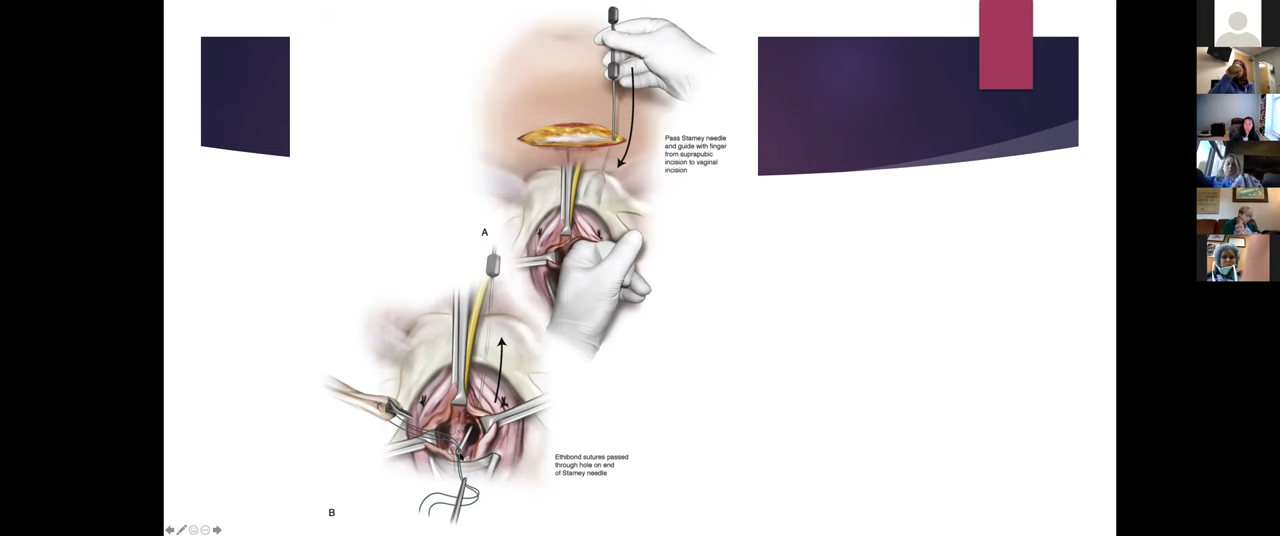 Pass Stamey needle
and guide with finger
from suprapubic
incision to vaginal
incision
A
Ethibond sutures passed
through hole on end
of Stamey needle
B